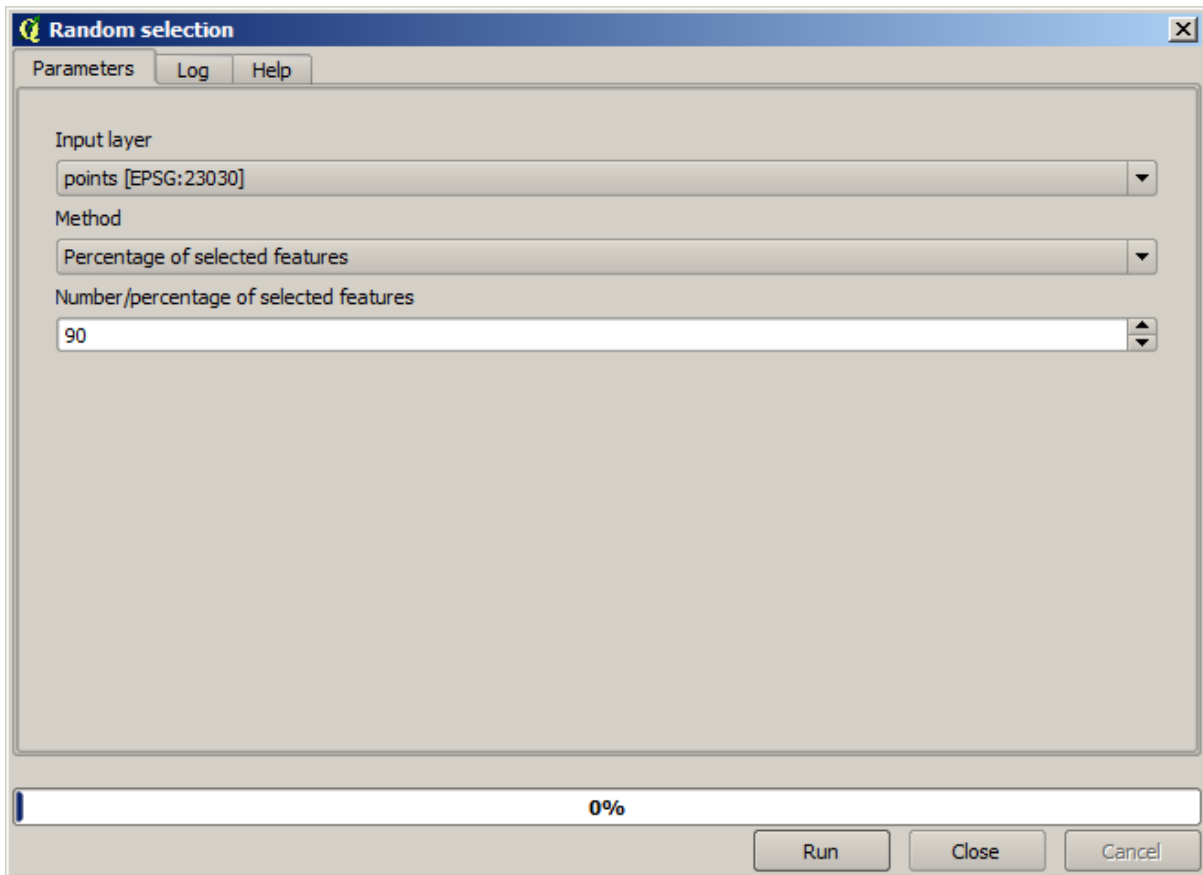 Random selection
Parameters Log Help
Input layer
points [EPSG:23030]
Method
Percentage of selected features
Number/percentage of selected features
90
0%
Run Close Cancel